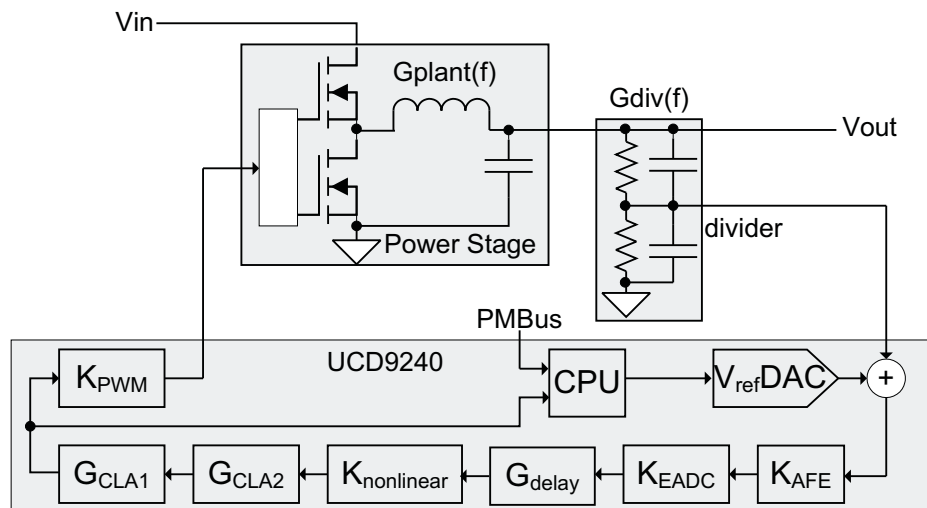 Vin
Gplant(f)
Gdiv(f)
Vout
divider
Power Stage
PMBus
UCD9240
KPWM
CPU
VrefDAC
+
GCLA1
GCLA2
Knonlinear
Gdelay
KEADC
KAFE